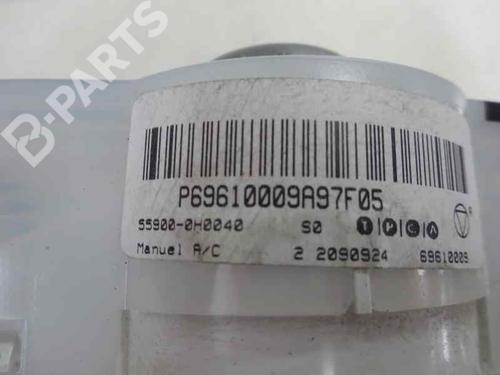 B-PARTS
P69610009A97F05
55900-0H0040 S0 T P C A R
Manuel A/C 2 2090924 69610009